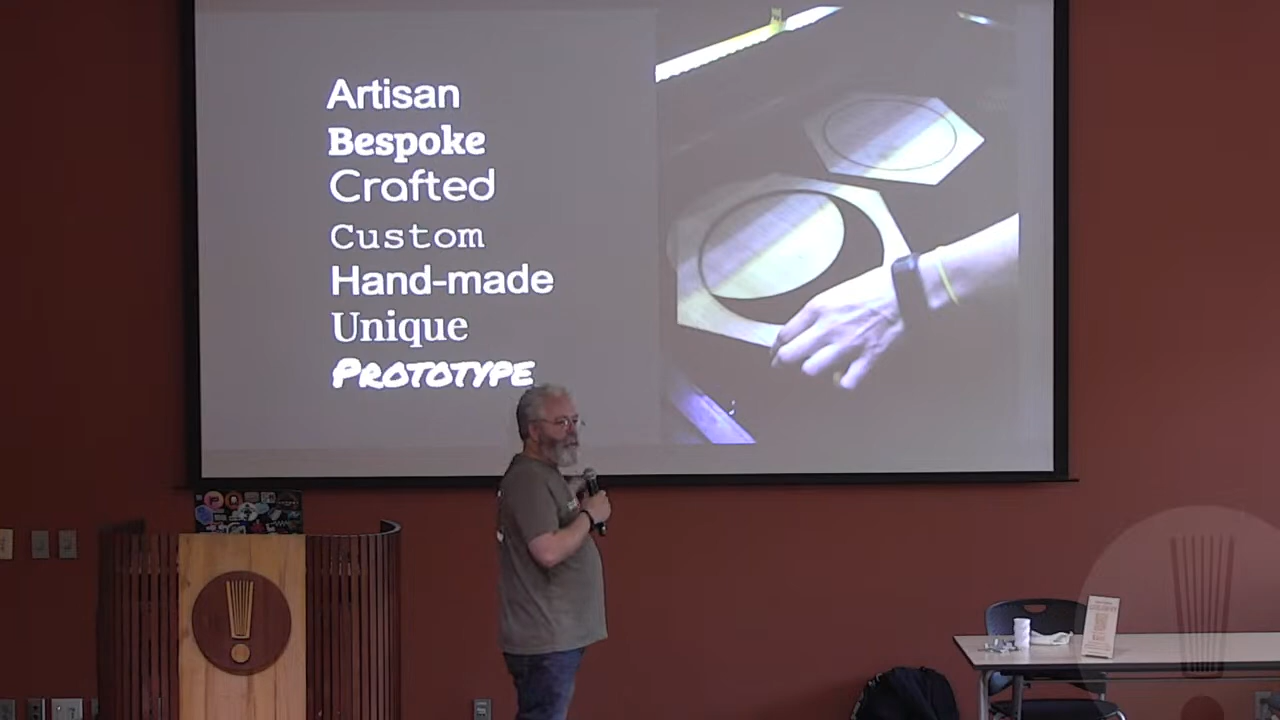 Artisan
Bespoke
Crafted
Custom
Hand-made
Unique
PROTOTYPE